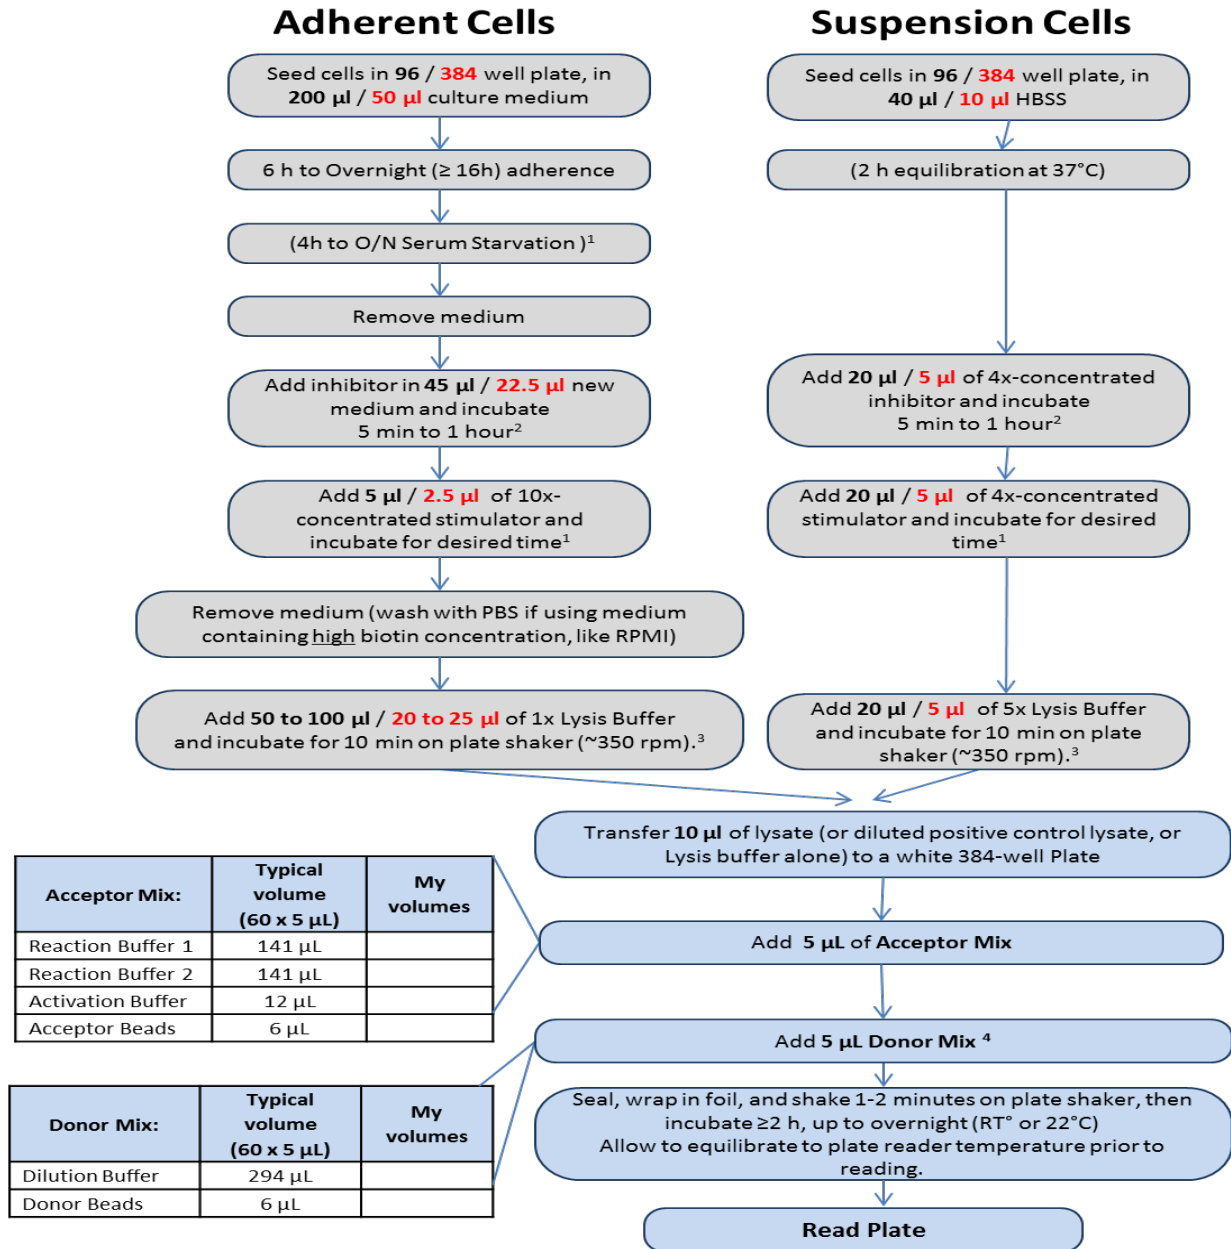 Adherent Cells
Seed cells in 96 / 384 well plate, in
200 µl / 50 µl culture medium
6 h to Overnight (≥ 16h) adherence
(4h to O/N Serum Starvation )¹
Remove medium
Add inhibitor in 45 µl / 22.5 µl new
medium and incubate
5 min to 1 hour²
Add 5 µl / 2.5 µl of 10x-
concentrated stimulator and
incubate for desired time¹
Remove medium (wash with PBS if using medium
containing high biotin concentration, like RPMI)
Add 50 to 100 µl / 20 to 25 µl of 1x Lysis Buffer
and incubate for 10 min on plate shaker (~350 rpm).³
Suspension Cells
Seed cells in 96 / 384 well plate, in
40 µl / 10 µl HBSS
(2 h equilibration at 37°C)
Add 20 µl / 5 µl of 4x-concentrated
inhibitor and incubate
5 min to 1 hour²
Add 20 µl / 5 µl of 4x-concentrated
stimulator and incubate for desired
time¹
Add 20 µl / 5 µl of 5x Lysis Buffer
and incubate for 10 min on plate
shaker (~350 rpm).³
Transfer 10 µl of lysate (or diluted positive control lysate, or
Lysis buffer alone) to a white 384-well Plate
Add 5 µL of Acceptor Mix
Add 5 µL Donor Mix ⁴
Seal, wrap in foil, and shake 1-2 minutes on plate shaker, then
incubate ≥2 h, up to overnight (RT° or 22°C)
Allow to equilibrate to plate reader temperature prior to
reading.
Read Plate
Acceptor Mix:
Typical
volume
(60 x 5 µL)
My
volumes
Reaction Buffer 1
141 µL
Reaction Buffer 2
141 µL
Activation Buffer
12 µL
Acceptor Beads
6 µL
Donor Mix:
Typical
volume
(60 x 5 µL)
My
volumes
Dilution Buffer
294 µL
Donor Beads
6 µL